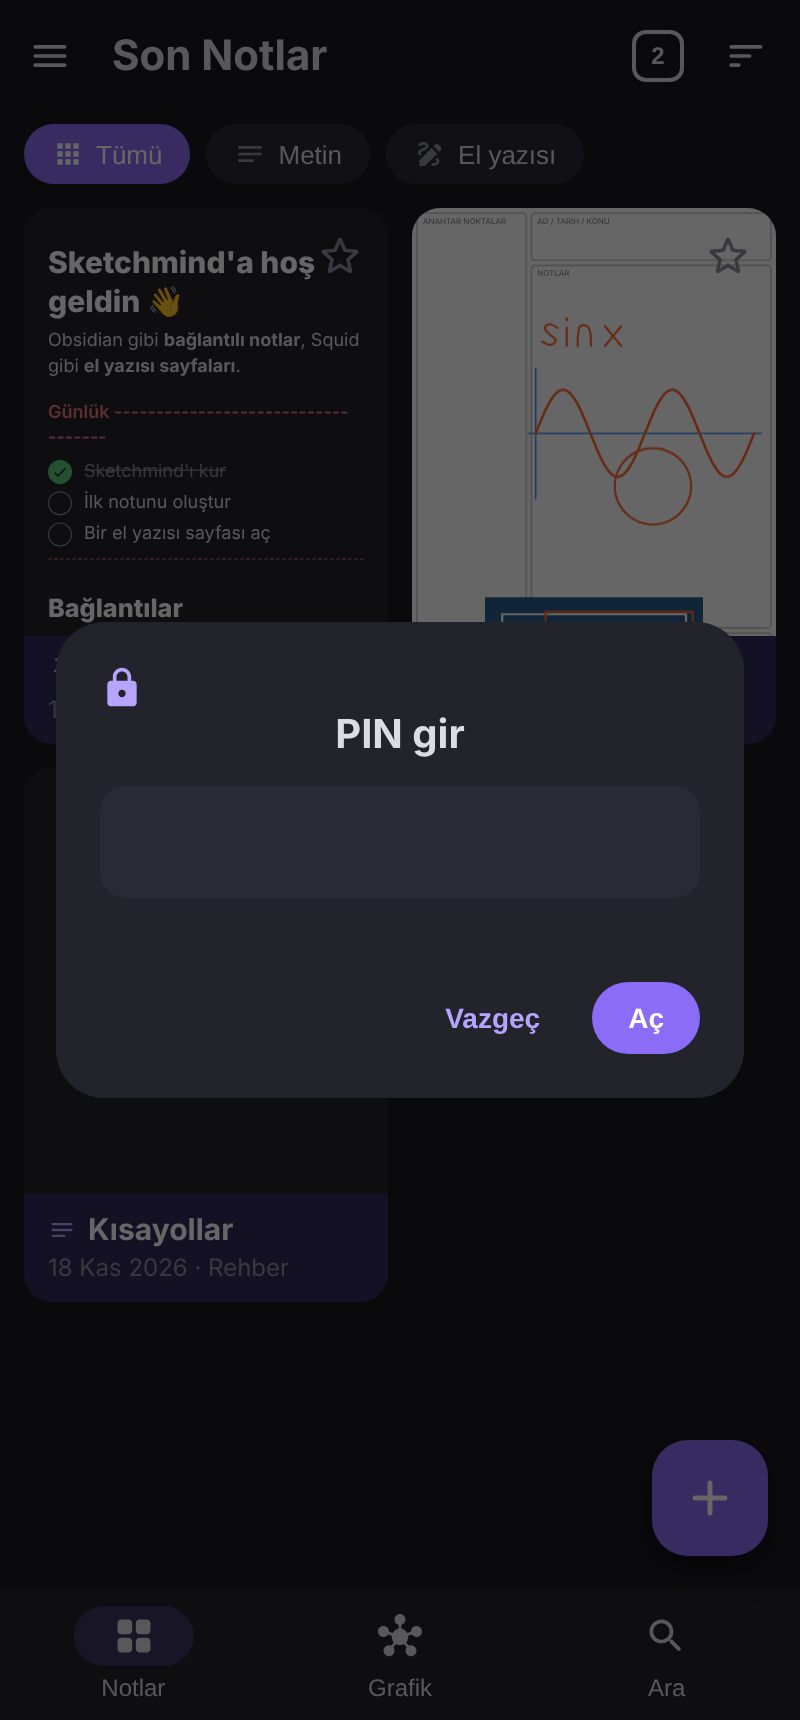 Son Notlar
2
Tümü
Metin
El yazısı
Sketchmind'a hoş
geldin 👋
Obsidian gibi bağlantılı notlar, Squid
gibi el yazısı sayfaları.
Günlük ----------------------------
-------
Sketchmind'ı kur
İlk notunu oluştur
Bir el yazısı sayfası aç
Bağlantılar
ANAHTAR NOKTALAR
AD / TARİH / KONU
NOTLAR
sin x
PIN gir
Vazgeç
Aç
Kısayollar
18 Kas 2026 · Rehber
Notlar
Grafik
Ara